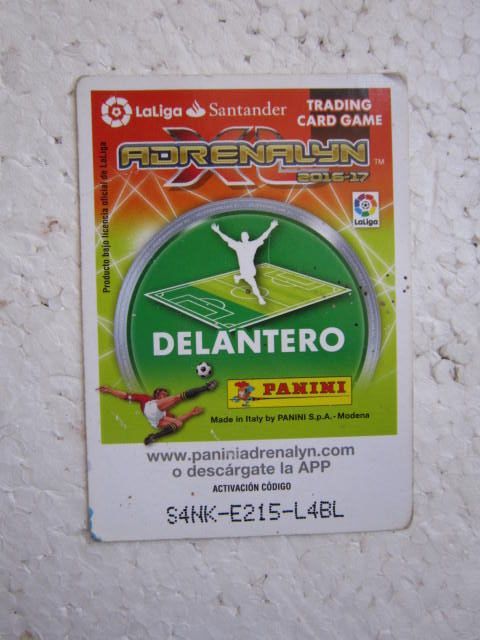 LaLiga Santander
TRADING
CARD GAME
ADRENALYN XL™
2016-17
LaLiga
Producto bajo licencia oficial de LaLiga
DELANTERO
PANINI
Made in Italy by PANINI S.p.A. - Modena
www.paniniadrenalyn.com
o descárgate la APP
ACTIVACIÓN CÓDIGO
S4NK-E215-L4BL